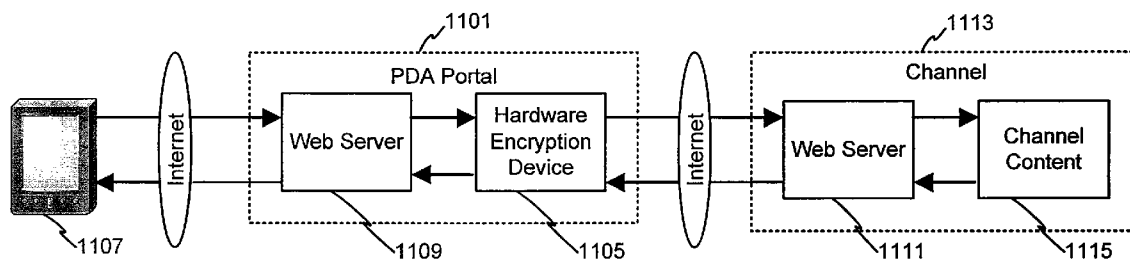 1101
1113
PDA Portal
Channel
Internet
Web Server
Hardware
Encryption
Device
Internet
Web Server
Channel
Content
1107
1109
1105
1111
1115